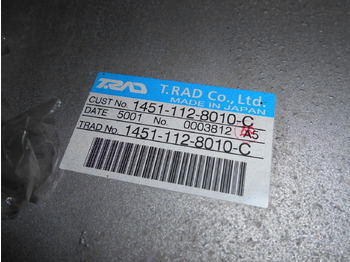 T.RAD T.RAD Co., Ltd.
MADE IN JAPAN
CUST No. 1451-112-8010-C
DATE 5001 No. 0003812 A5
TRAD No. 1451-112-8010-C